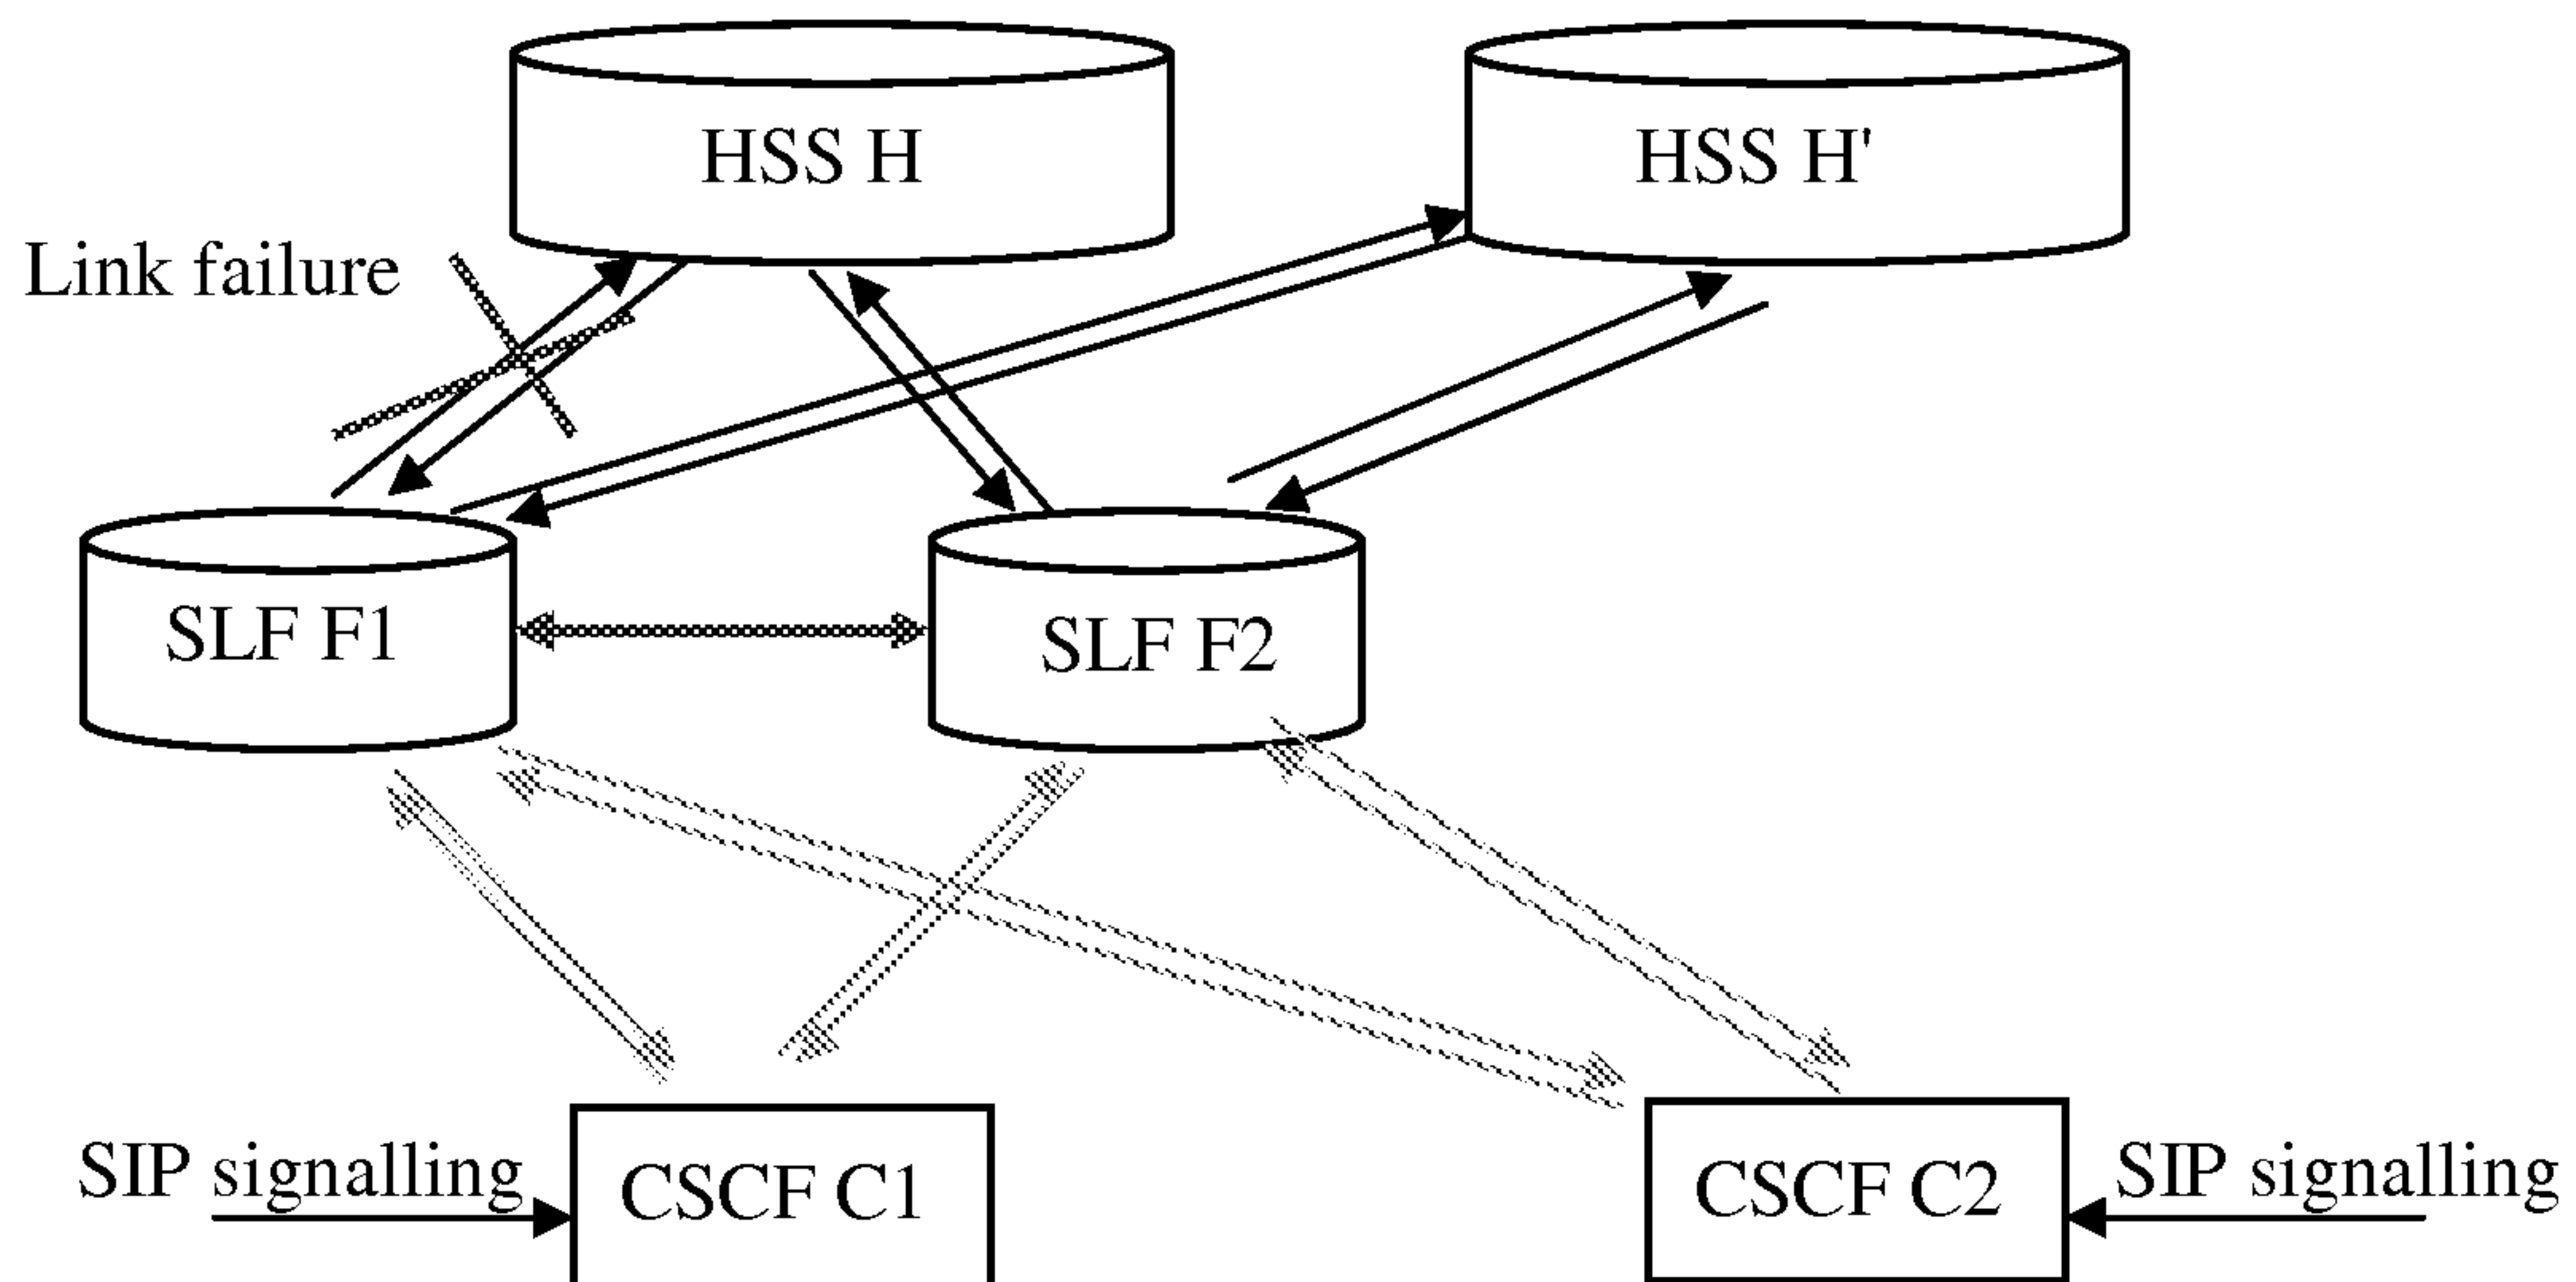 HSS H
HSS H'
Link failure
SLF F1
SLF F2
SIP signalling
CSCF C1
CSCF C2
SIP signalling